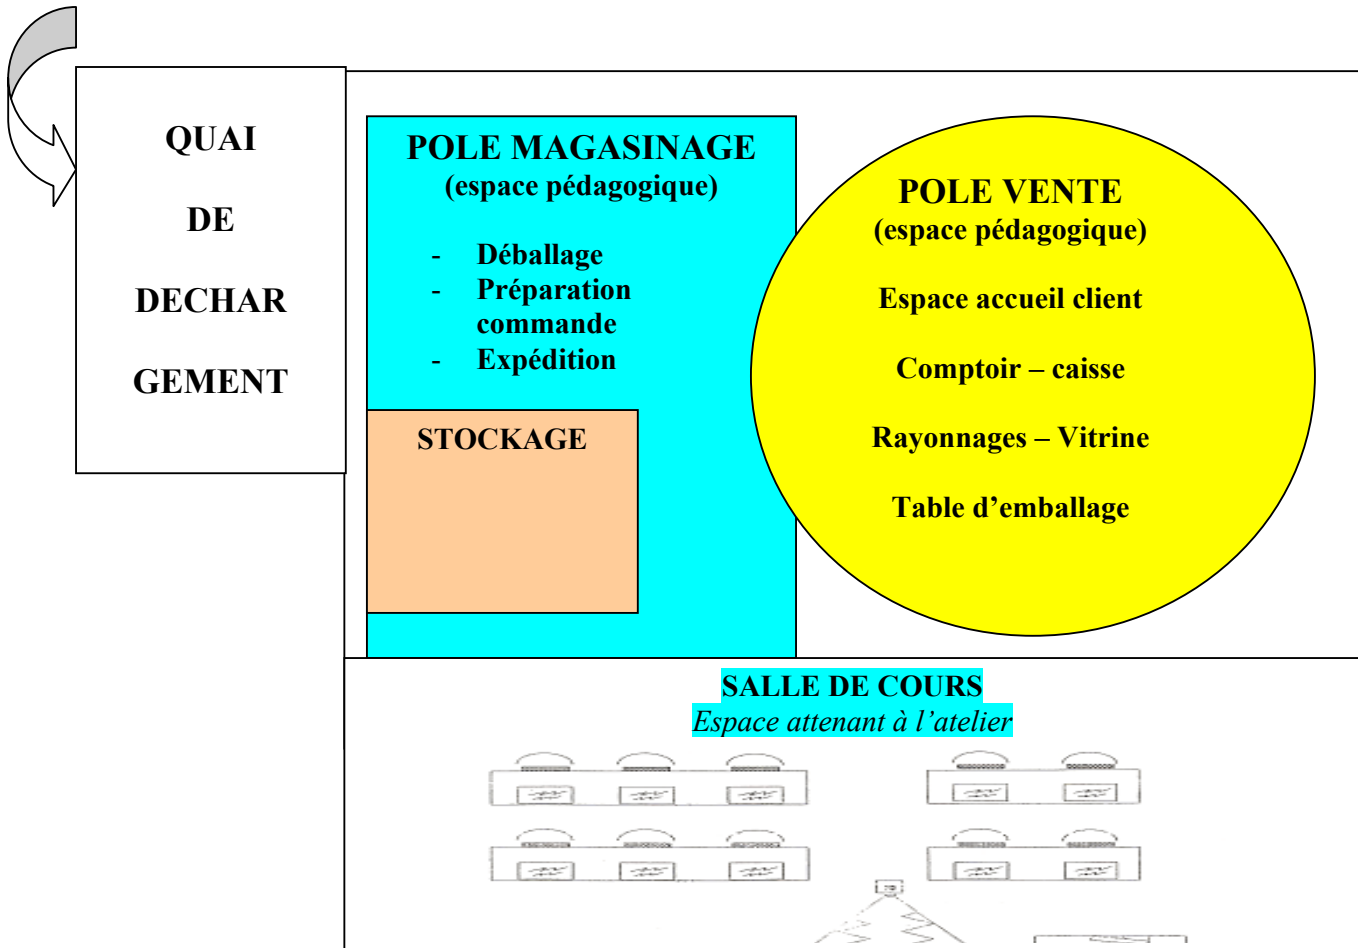 QUAI
DE
DECHAR
GEMENT
POLE MAGASINAGE
(espace pédagogique)
- Déballage
- Préparation
commande
- Expédition
STOCKAGE
POLE VENTE
(espace pédagogique)
Espace accueil client
Comptoir – caisse
Rayonnages – Vitrine
Table d’emballage
SALLE DE COURS
Espace attenant à l’atelier